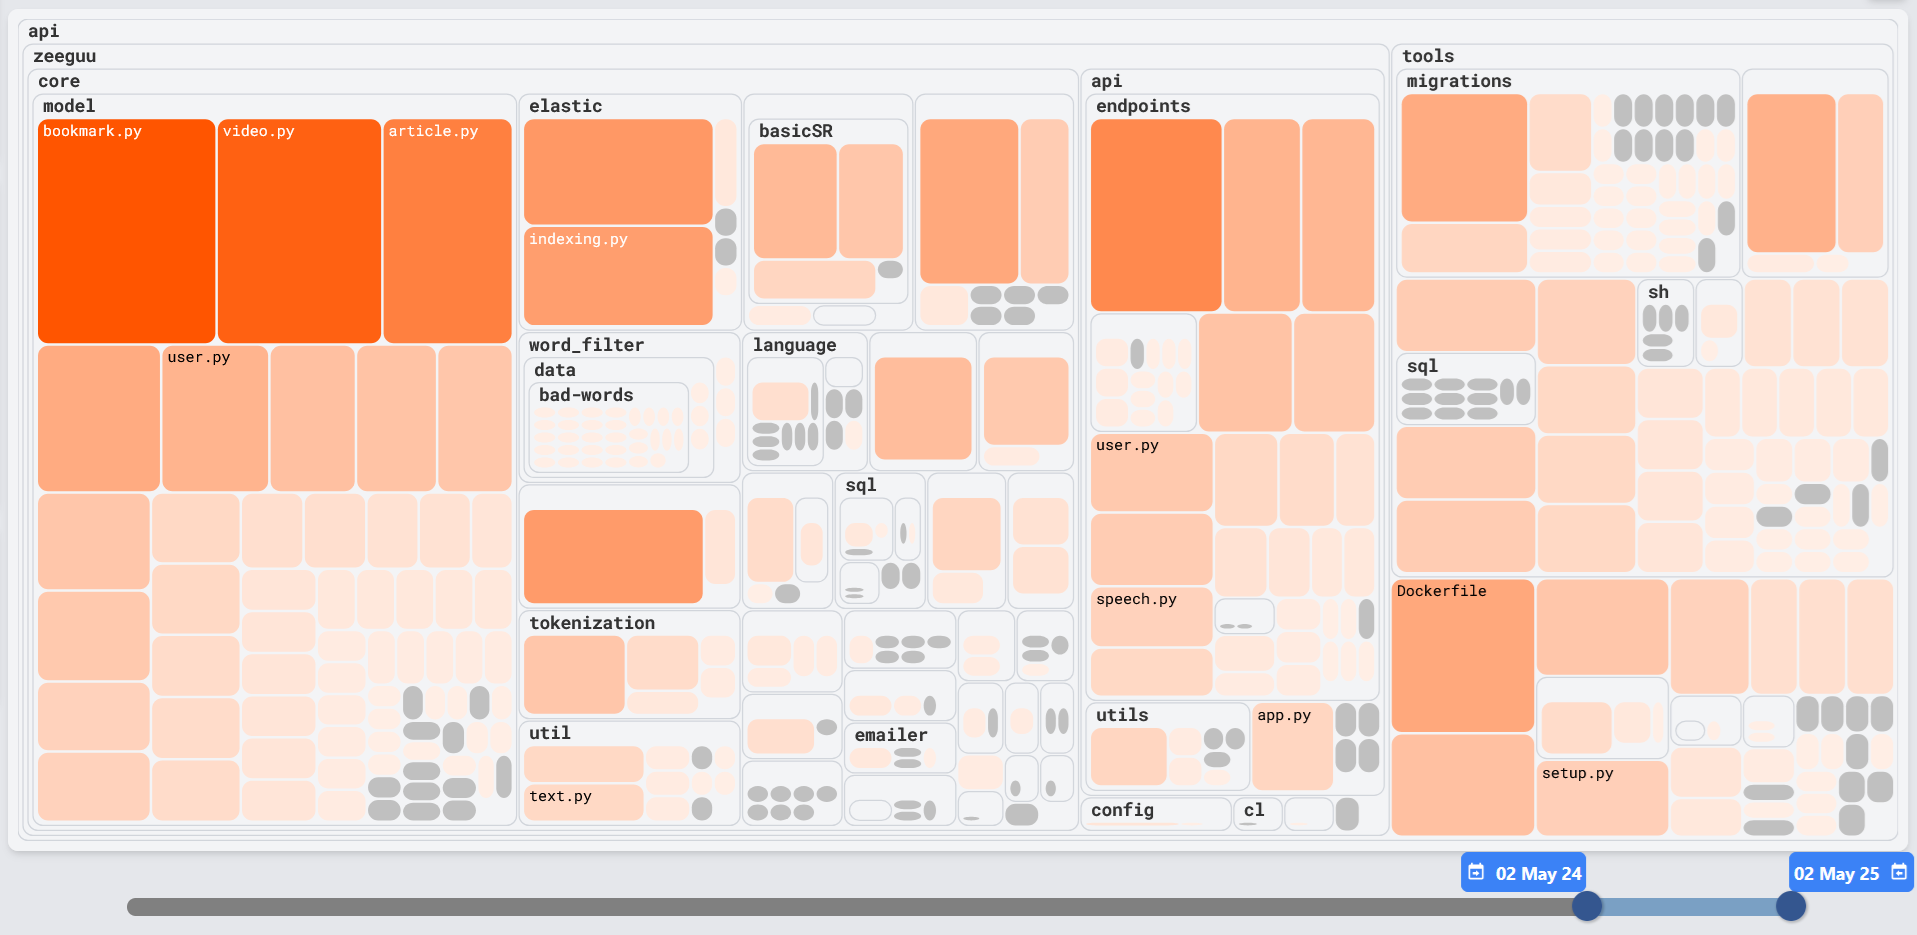 api
zeeguu
core
model
bookmark.py
video.py
article.py
user.py
elastic
indexing.py
basicSR
word_filter
data
bad-words
language
sql
tokenization
util
text.py
emailer
api
endpoints
user.py
speech.py
utils
app.py
config
cl
tools
migrations
sh
sql
Dockerfile
setup.py
02 May 24
02 May 25